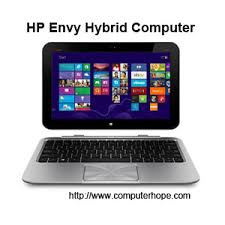 HP Envy Hybrid Computer
http://www.computerhope.com